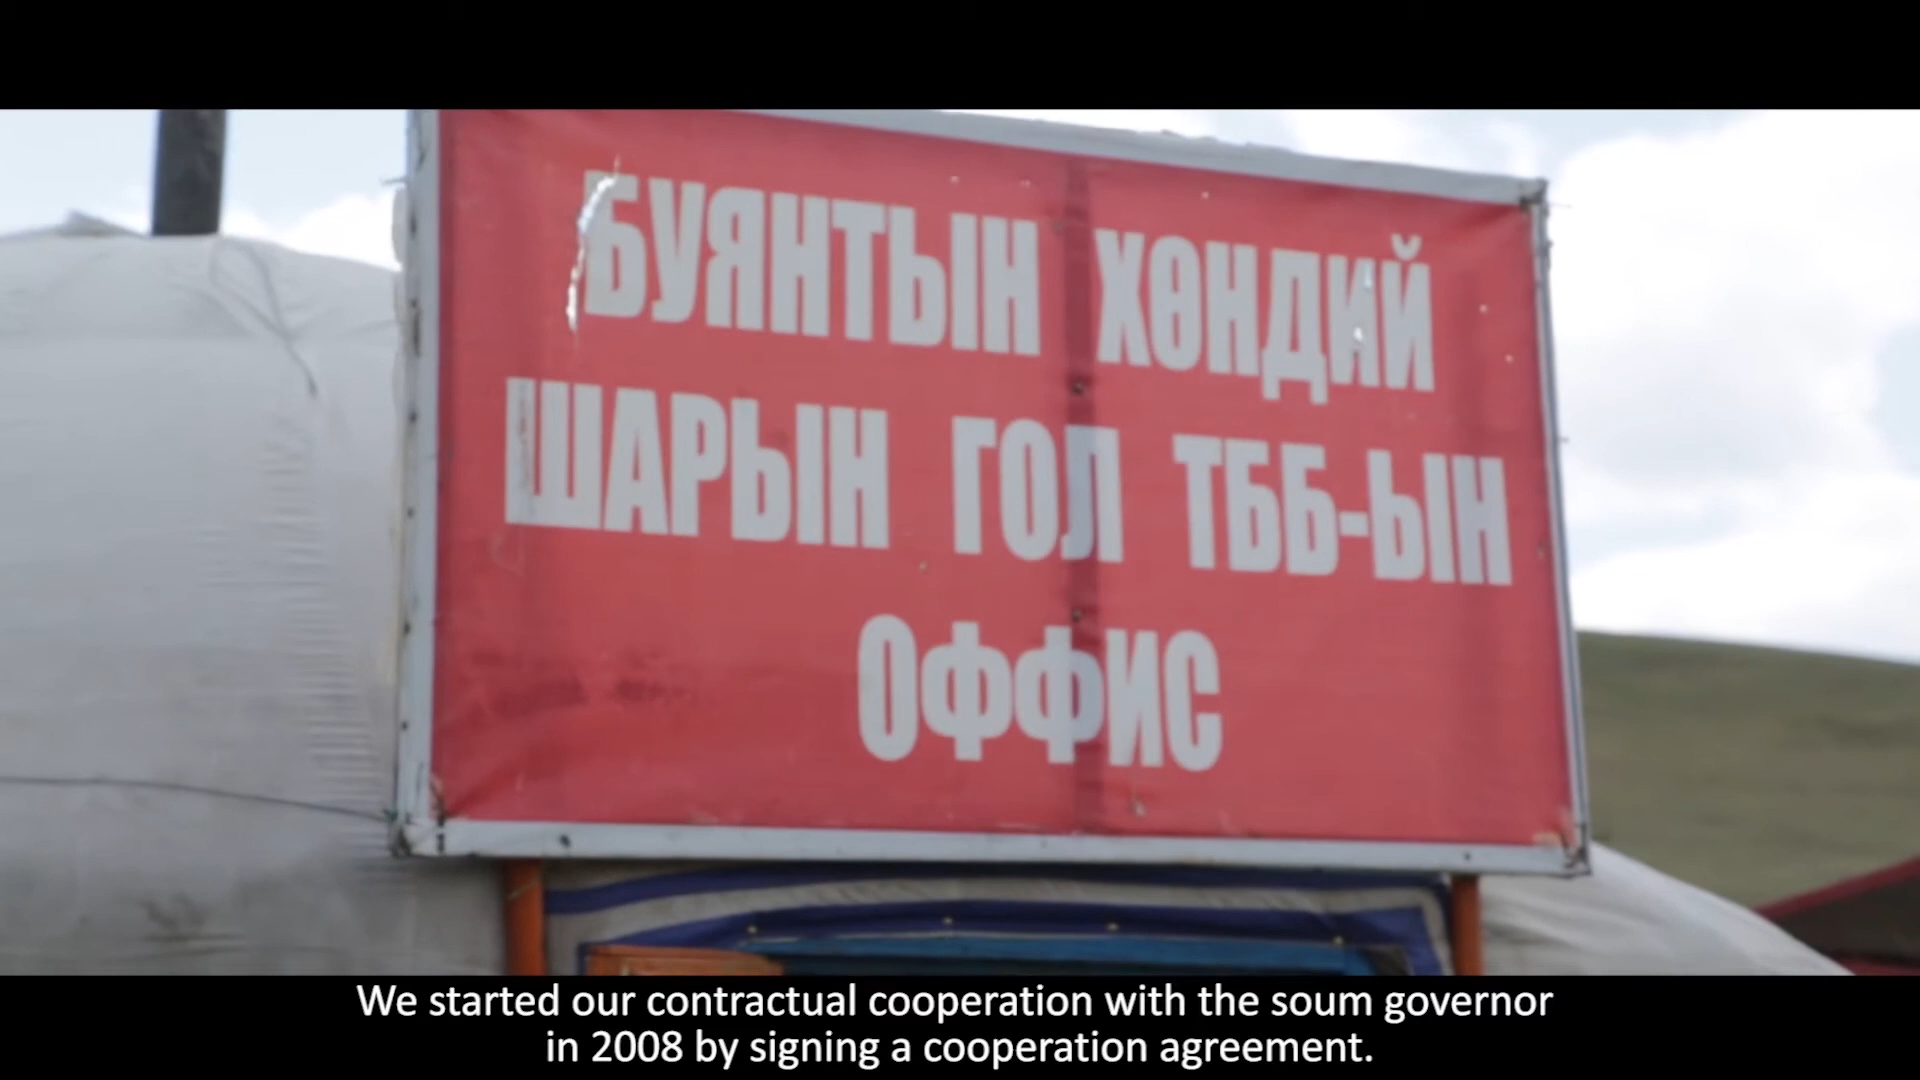 БУЯНТЫН ХӨНДИЙ
ШАРЫН ГОЛ ТББ-ЫН
ОФФИС
We started our contractual cooperation with the soum governor
in 2008 by signing a cooperation agreement.